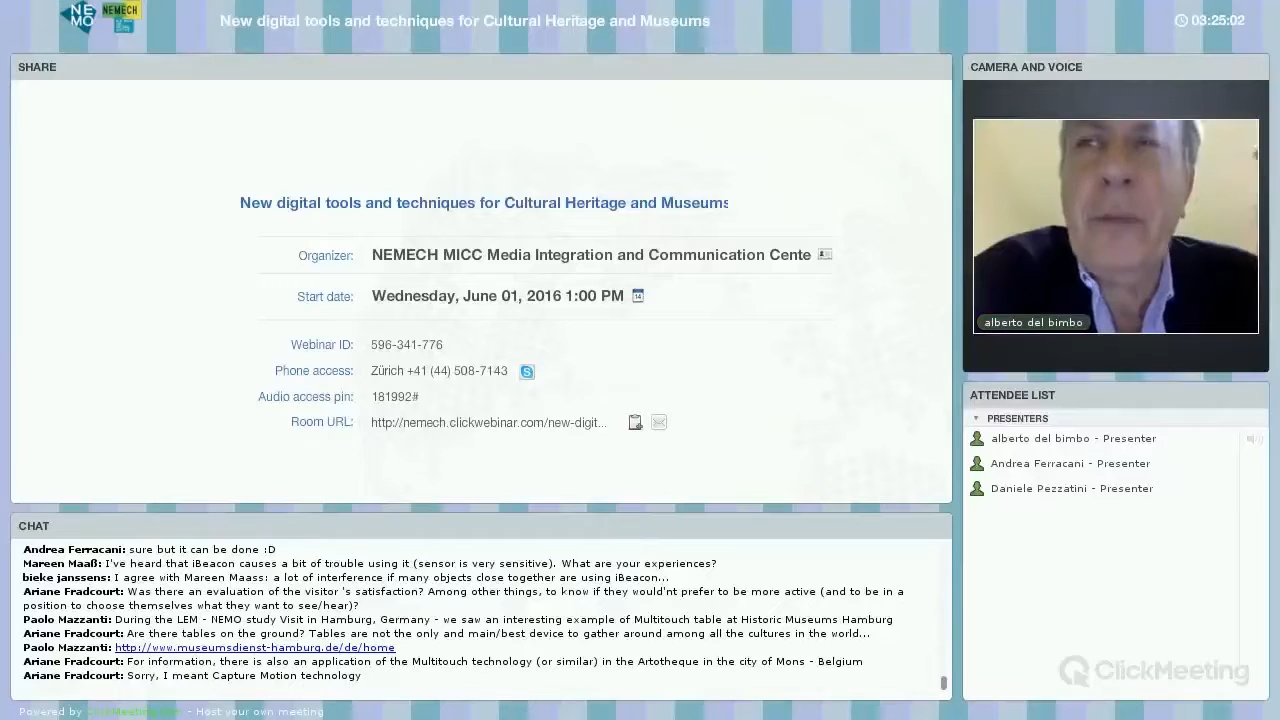 NE
MO
NEMECH
New digital tools and techniques for Cultural Heritage and Museums
03:25:02
SHARE
New digital tools and techniques for Cultural Heritage and Museums
Organizer: NEMECH MICC Media Integration and Communication Cente
Start date: Wednesday, June 01, 2016 1:00 PM
14
Webinar ID: 596-341-776
Phone access: Zürich +41 (44) 508-7143
Audio access pin: 181992#
Room URL: http://nemech.clickwebinar.com/new-digit...
CAMERA AND VOICE
alberto del bimbo
ATTENDEE LIST
PRESENTERS
alberto del bimbo - Presenter
Andrea Ferracani - Presenter
Daniele Pezzatini - Presenter
ClickMeeting
CHAT
Andrea Ferracani: sure but it can be done :D
Mareen Maaß: I've heard that iBeacon causes a bit of trouble using it (sensor is very sensitive). What are your experiences?
bieke janssens: I agree with Mareen Maass: a lot of interference if many objects close together are using iBeacon...
Ariane Fradcourt: Was there an evaluation of the visitor 's satisfaction? Among other things, to know if they would'nt prefer to be more active (and to be in a
position to choose themselves what they want to see/hear)?
Paolo Mazzanti: During the LEM - NEMO study Visit in Hamburg, Germany - we saw an interesting example of Multitouch table at Historic Museums Hamburg
Ariane Fradcourt: Are there tables on the ground? Tables are not the only and main/best device to gather around among all the cultures in the world...
Paolo Mazzanti: http://www.museumsdienst-hamburg.de/de/home
Ariane Fradcourt: For information, there is also an application of the Multitouch technology (or similar) in the Artotheque in the city of Mons - Belgium
Ariane Fradcourt: Sorry, I meant Capture Motion technology
Powered by - Host your own meeting